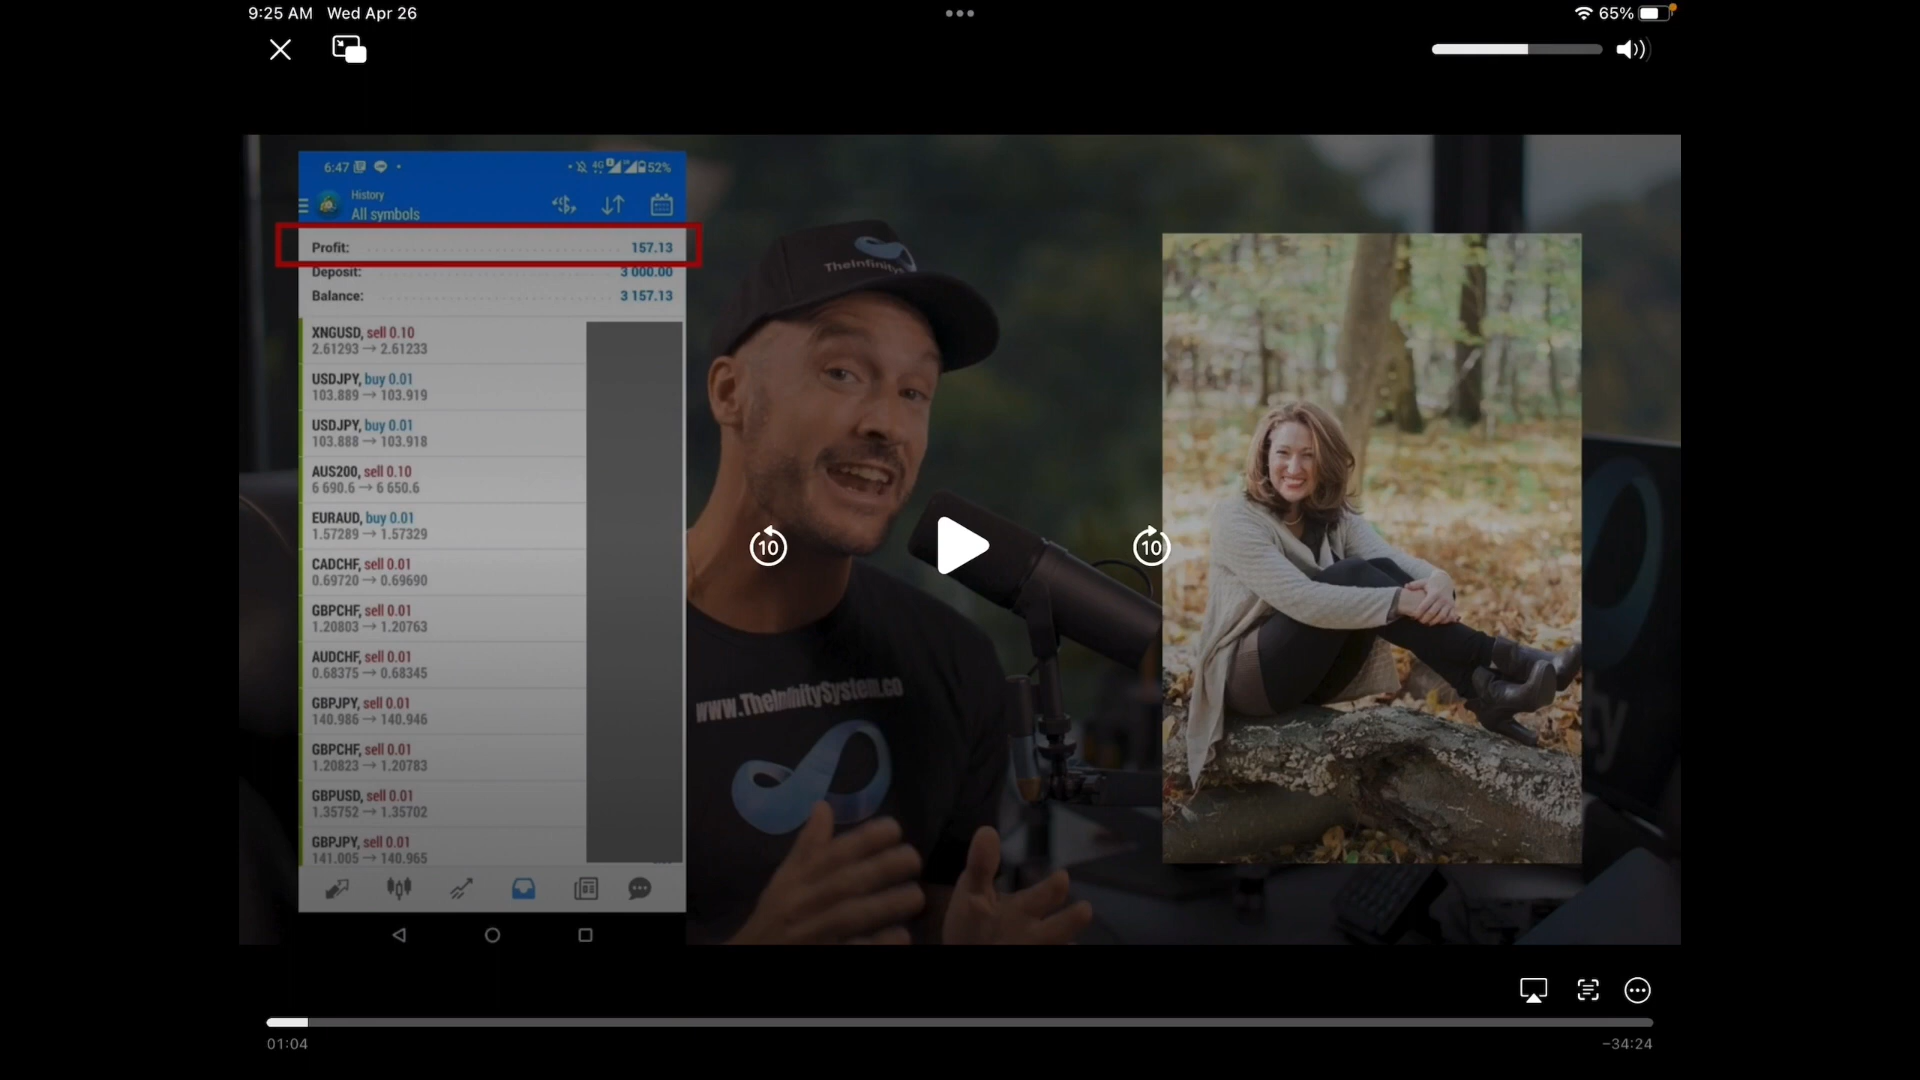 9:25 AM Wed Apr 26
65%
6:47
4G
52%
History
All symbols
Profit: 157.13
Deposit: 3 000.00
Balance: 3 157.13
XNGUSD, sell 0.10
2.61293 → 2.61233
USDJPY, buy 0.01
103.889 → 103.919
USDJPY, buy 0.01
103.888 → 103.918
AUS200, sell 0.10
6 690.6 → 6 650.6
EURAUD, buy 0.01
1.57289 → 1.57329
CADCHF, sell 0.01
0.69720 → 0.69690
GBPCHF, sell 0.01
1.20803 → 1.20763
AUDCHF, sell 0.01
0.68375 → 0.68345
GBPJPY, sell 0.01
140.986 → 140.946
GBPCHF, sell 0.01
1.20823 → 1.20783
GBPUSD, sell 0.01
1.35752 → 1.35702
GBPJPY, sell 0.01
141.005 → 140.965
TheInfinity
www.TheInfinitySystem.co
10
10
01:04
-34:24